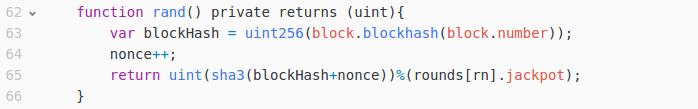 62 function rand() private returns (uint){
63 var blockHash = uint256(block.blockhash(block.number));
64 nonce++;
65 return uint(sha3(blockHash+nonce))%(rounds[rn].jackpot);
66 }